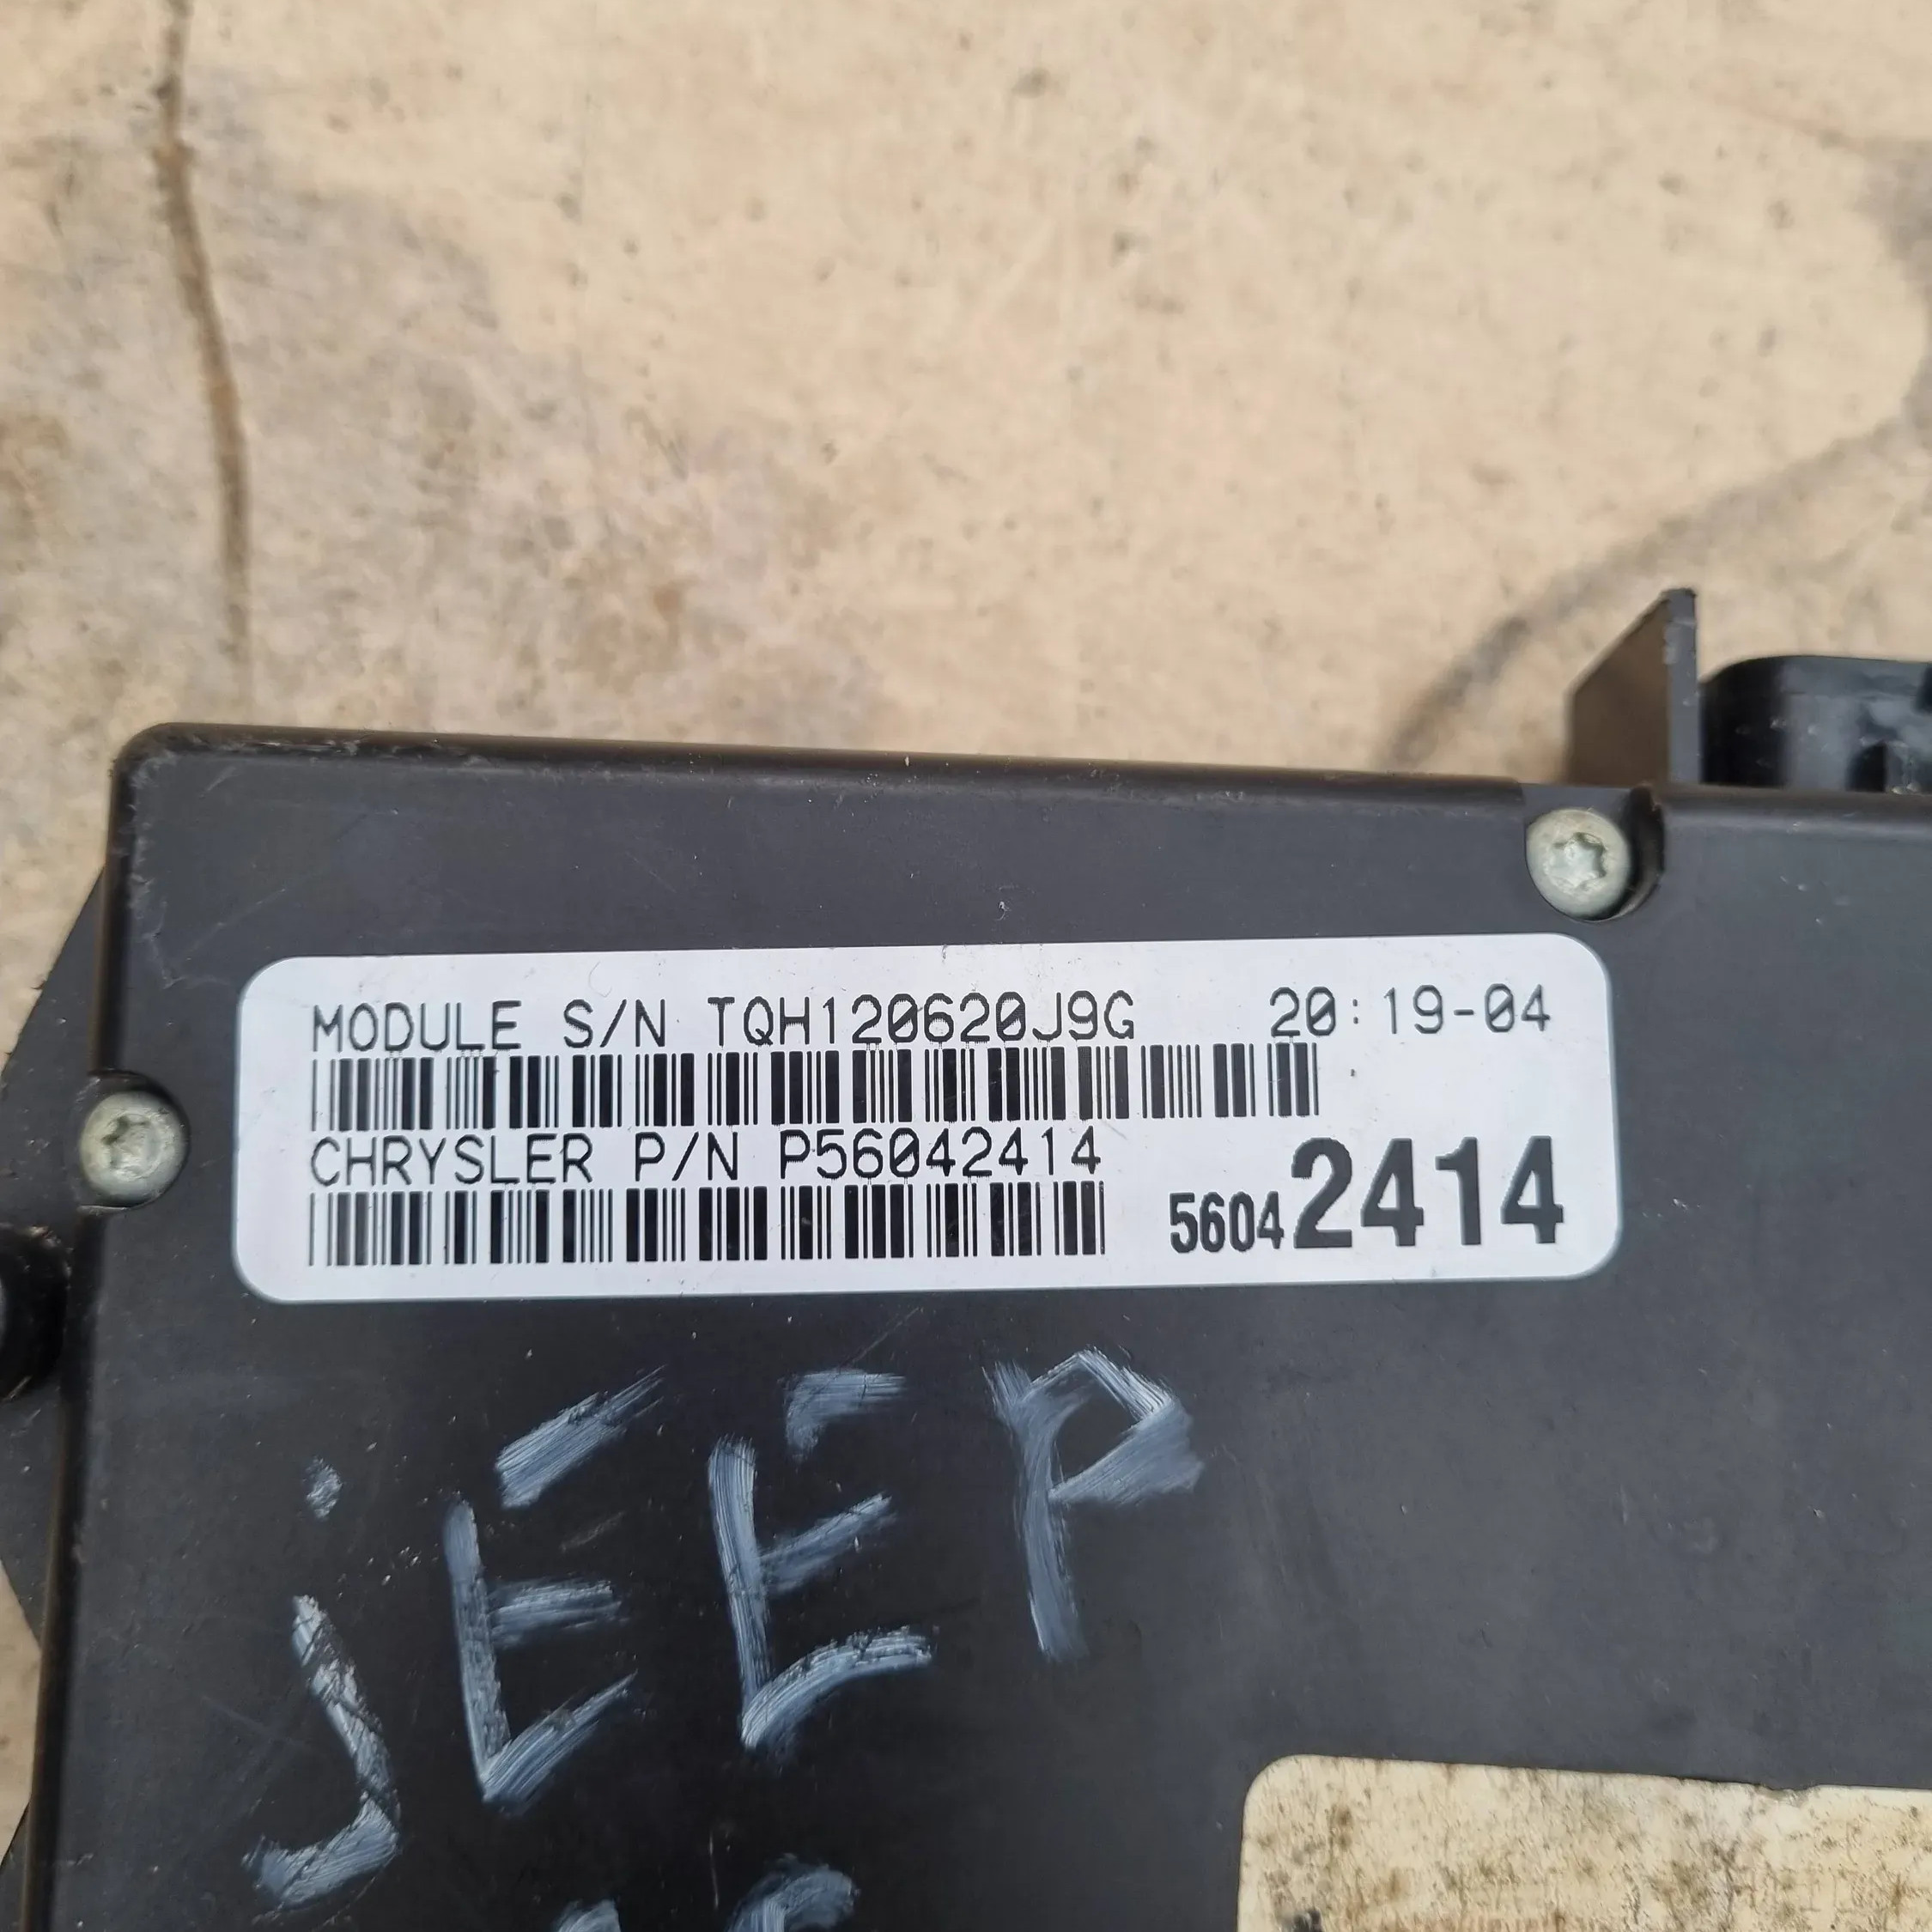 MODULE S/N TQH120620J9G 20:19-04
CHRYSLER P/N P56042414
56042414
JEEP